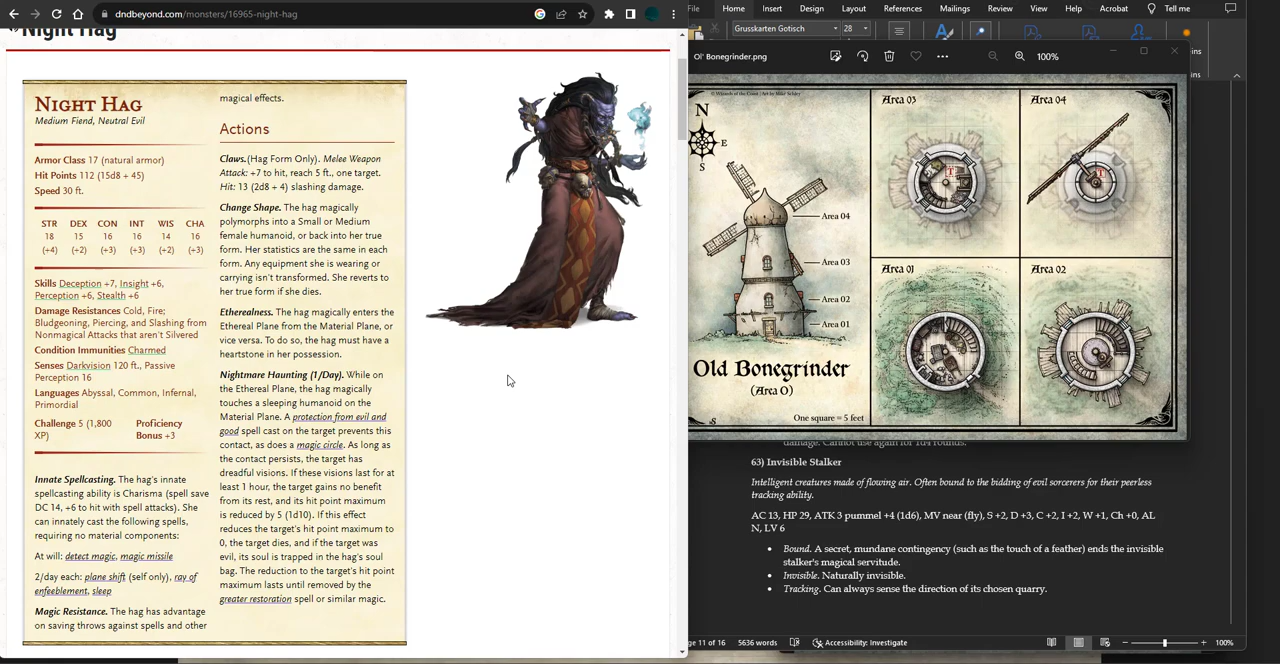 dndbeyond.com/monsters/16965-night-hag
Night Hag
NIGHT HAG
Medium Fiend, Neutral Evil
Armor Class 17 (natural armor)
Hit Points 112 (15d8 + 45)
Speed 30 ft.
STR DEX CON INT WIS CHA
18 15 16 16 14 16
(+4) (+2) (+3) (+3) (+2) (+3)
Skills Deception +7, Insight +6,
Perception +6, Stealth +6
Damage Resistances Cold, Fire;
Bludgeoning, Piercing, and Slashing from
Nonmagical Attacks that aren't Silvered
Condition Immunities Charmed
Senses Darkvision 120 ft., Passive
Perception 16
Languages Abyssal, Common, Infernal,
Primordial
Challenge 5 (1,800
XP)
Proficiency
Bonus +3
Innate Spellcasting. The hag's innate
spellcasting ability is Charisma (spell save
DC 14, +6 to hit with spell attacks). She
can innately cast the following spells,
requiring no material components:
At will: detect magic, magic missile
2/day each: plane shift (self only), ray of
enfeeblement, sleep
Magic Resistance. The hag has advantage
on saving throws against spells and other
magical effects.
Actions
Claws.(Hag Form Only). Melee Weapon
Attack: +7 to hit, reach 5 ft., one target.
Hit: 13 (2d8 + 4) slashing damage.
Change Shape. The hag magically
polymorphs into a Small or Medium
female humanoid, or back into her true
form. Her statistics are the same in each
form. Any equipment she is wearing or
carrying isn't transformed. She reverts to
her true form if she dies.
Etherealness. The hag magically enters the
Ethereal Plane from the Material Plane, or
vice versa. To do so, the hag must have a
heartstone in her possession.
Nightmare Haunting (1/Day). While on
the Ethereal Plane, the hag magically
touches a sleeping humanoid on the
Material Plane. A protection from evil and
good spell cast on the target prevents this
contact, as does a magic circle. As long as
the contact persists, the target has
dreadful visions. If these visions last for at
least 1 hour, the target gains no benefit
from its rest, and its hit point maximum
is reduced by 5 (1d10). If this effect
reduces the target's hit point maximum to
0, the target dies, and if the target was
evil, its soul is trapped in the hag's soul
bag. The reduction to the target's hit point
maximum lasts until removed by the
greater restoration spell or similar magic.
File Home Insert Design Layout References Mailings Review View Help Acrobat Tell me
Grusskarten Gotisch 28
Ol' Bonegrinder.png
100%
© Wizards of the Coast | Art by Mike Schley
N
E
S
Area 04
Area 03
Area 02
Area 01
Old Bonegrinder
(Area O)
One square = 5 feet
Area 03
T
Area 04
T
Area 01
Area 02
damage. Cannot use again for 1d4 rounds.
63) Invisible Stalker
Intelligent creatures made of flowing air. Often bound to the bidding of evil sorcerers for their peerless
tracking ability.
AC 13, HP 29, ATK 3 pummel +4 (1d6), MV near (fly), S +2, D +3, C +2, I +2, W +1, Ch +0, AL
N, LV 6
• Bound. A secret, mundane contingency (such as the touch of a feather) ends the invisible
stalker's magical servitude.
• Invisible. Naturally invisible.
• Tracking. Can always sense the direction of its chosen quarry.
ge 11 of 16 5636 words Accessibility: Investigate 100%